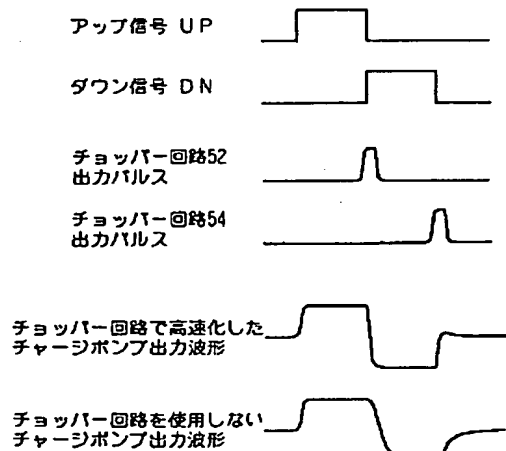 アップ信号 UP
ダウン信号 DN
チョッパー回路52
出力パルス
チョッパー回路54
出力パルス
チョッパー回路で高速化した
チャージポンプ出力波形
チョッパー回路を使用しない
チャージポンプ出力波形